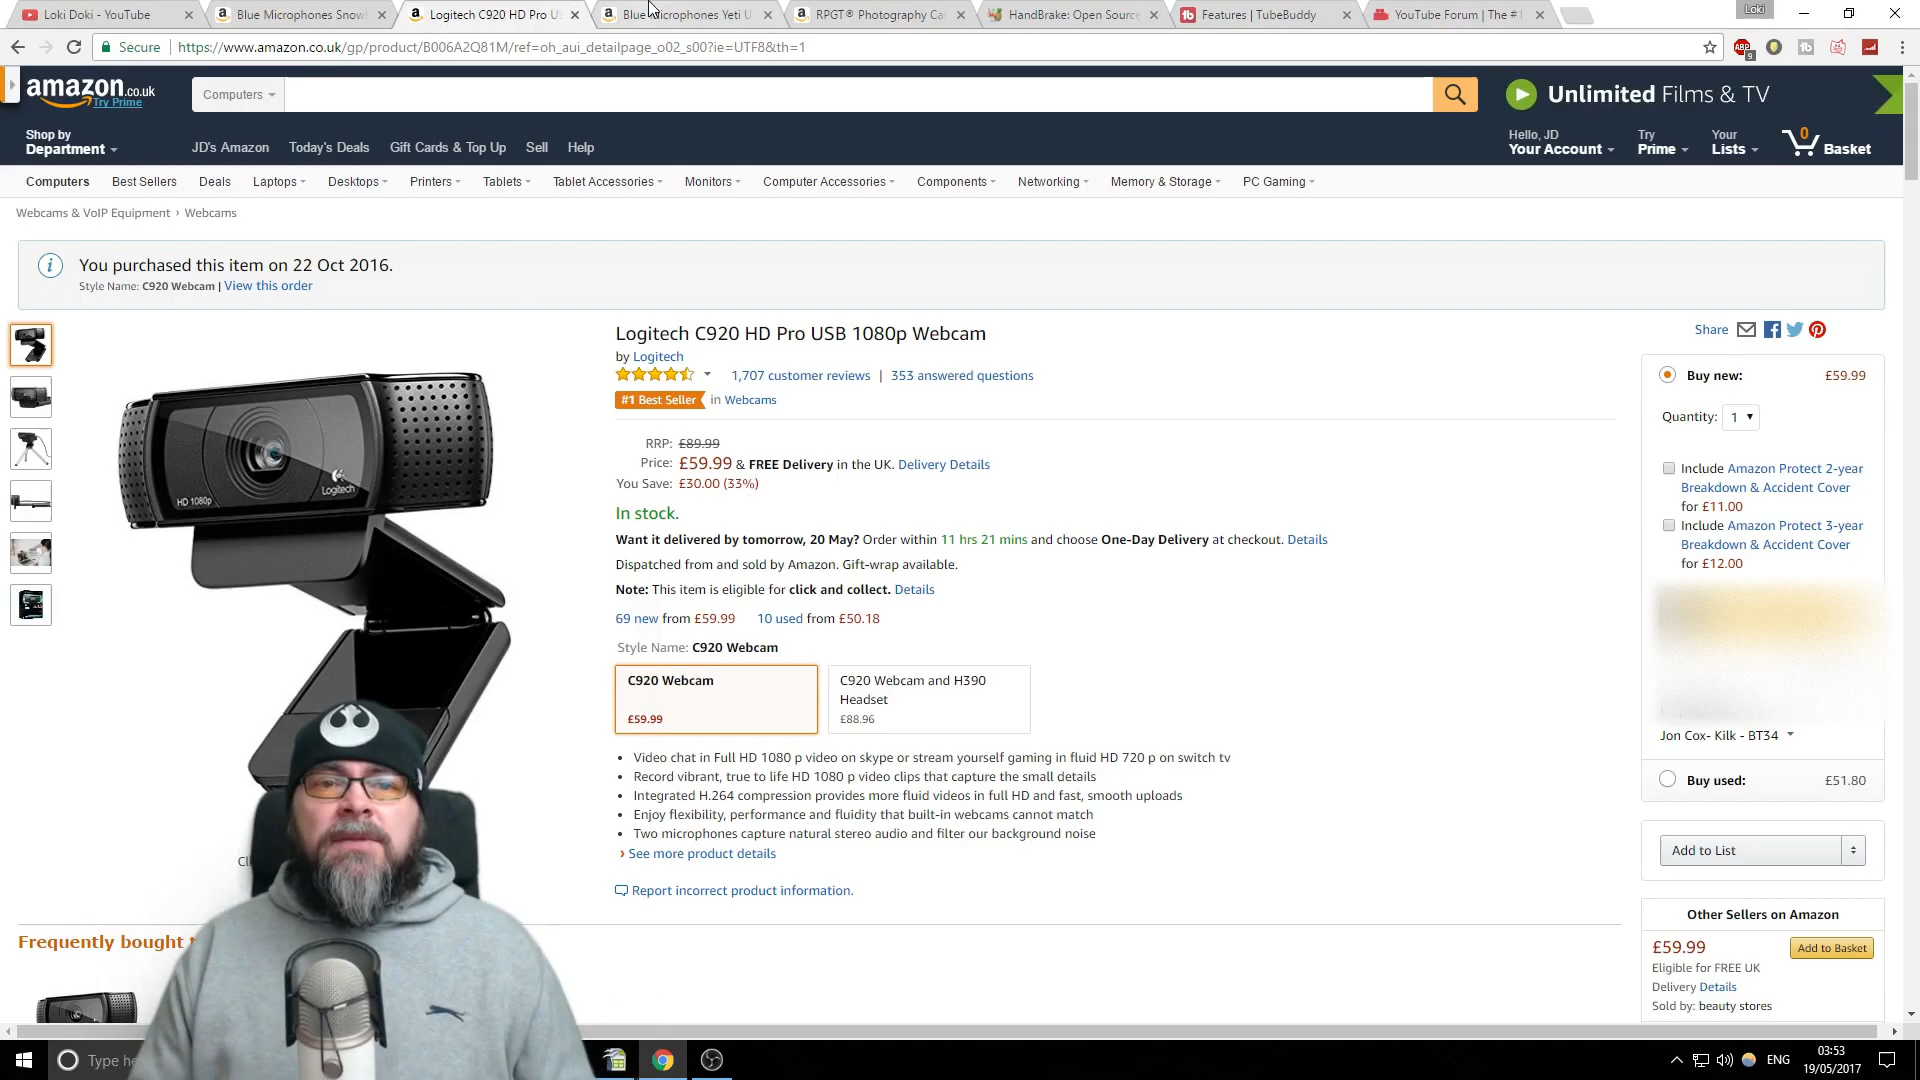 Loki Doki - YouTube
Blue Microphones Snow
Logitech C920 HD Pro U
Blue Microphones Yeti U
RPGT® Photography Ca
HandBrake: Open Source
Features | TubeBuddy
YouTube Forum | The #1
Loki
Secure
https://www.amazon.co.uk/gp/product/B006A2Q81M/ref=oh_aui_detailpage_o02_s00?ie=UTF8&th=1
ABP
9
tb
amazon.co.uk
Try Prime
Computers
Unlimited Films & TV
Shop by
Department
JD's Amazon
Today's Deals
Gift Cards & Top Up
Sell
Help
Hello, JD
Your Account
Try
Prime
Your
Lists
0
Basket
Computers
Best Sellers
Deals
Laptops
Desktops
Printers
Tablets
Tablet Accessories
Monitors
Computer Accessories
Components
Networking
Memory & Storage
PC Gaming
Webcams & VoIP Equipment › Webcams
You purchased this item on 22 Oct 2016.
Style Name: C920 Webcam | View this order
HD 1080p
Logitech
Logitech C920 HD Pro USB 1080p Webcam
by Logitech
1,707 customer reviews | 353 answered questions
#1 Best Seller in Webcams
RRP: £89.99
Price: £59.99 & FREE Delivery in the UK. Delivery Details
You Save: £30.00 (33%)
In stock.
Want it delivered by tomorrow, 20 May? Order within 11 hrs 21 mins and choose One-Day Delivery at checkout. Details
Dispatched from and sold by Amazon. Gift-wrap available.
Note: This item is eligible for click and collect. Details
69 new from £59.99 10 used from £50.18
Style Name: C920 Webcam
C920 Webcam
£59.99
C920 Webcam and H390
Headset
£88.96
• Video chat in Full HD 1080 p video on skype or stream yourself gaming in fluid HD 720 p on switch tv
• Record vibrant, true to life HD 1080 p video clips that capture the small details
• Integrated H.264 compression provides more fluid videos in full HD and fast, smooth uploads
• Enjoy flexibility, performance and fluidity that built-in webcams cannot match
• Two microphones capture natural stereo audio and filter our background noise
› See more product details
Report incorrect product information.
Share
Buy new: £59.99
Quantity: 1
Include Amazon Protect 2-year
Breakdown & Accident Cover
for £11.00
Include Amazon Protect 3-year
Breakdown & Accident Cover
for £12.00
Jon Cox- Kilk - BT34
Buy used: £51.80
Add to List
Other Sellers on Amazon
£59.99
Add to Basket
Eligible for FREE UK
Delivery Details
Sold by: beauty stores
Frequently bought
Type he
ENG
03:53
19/05/2017